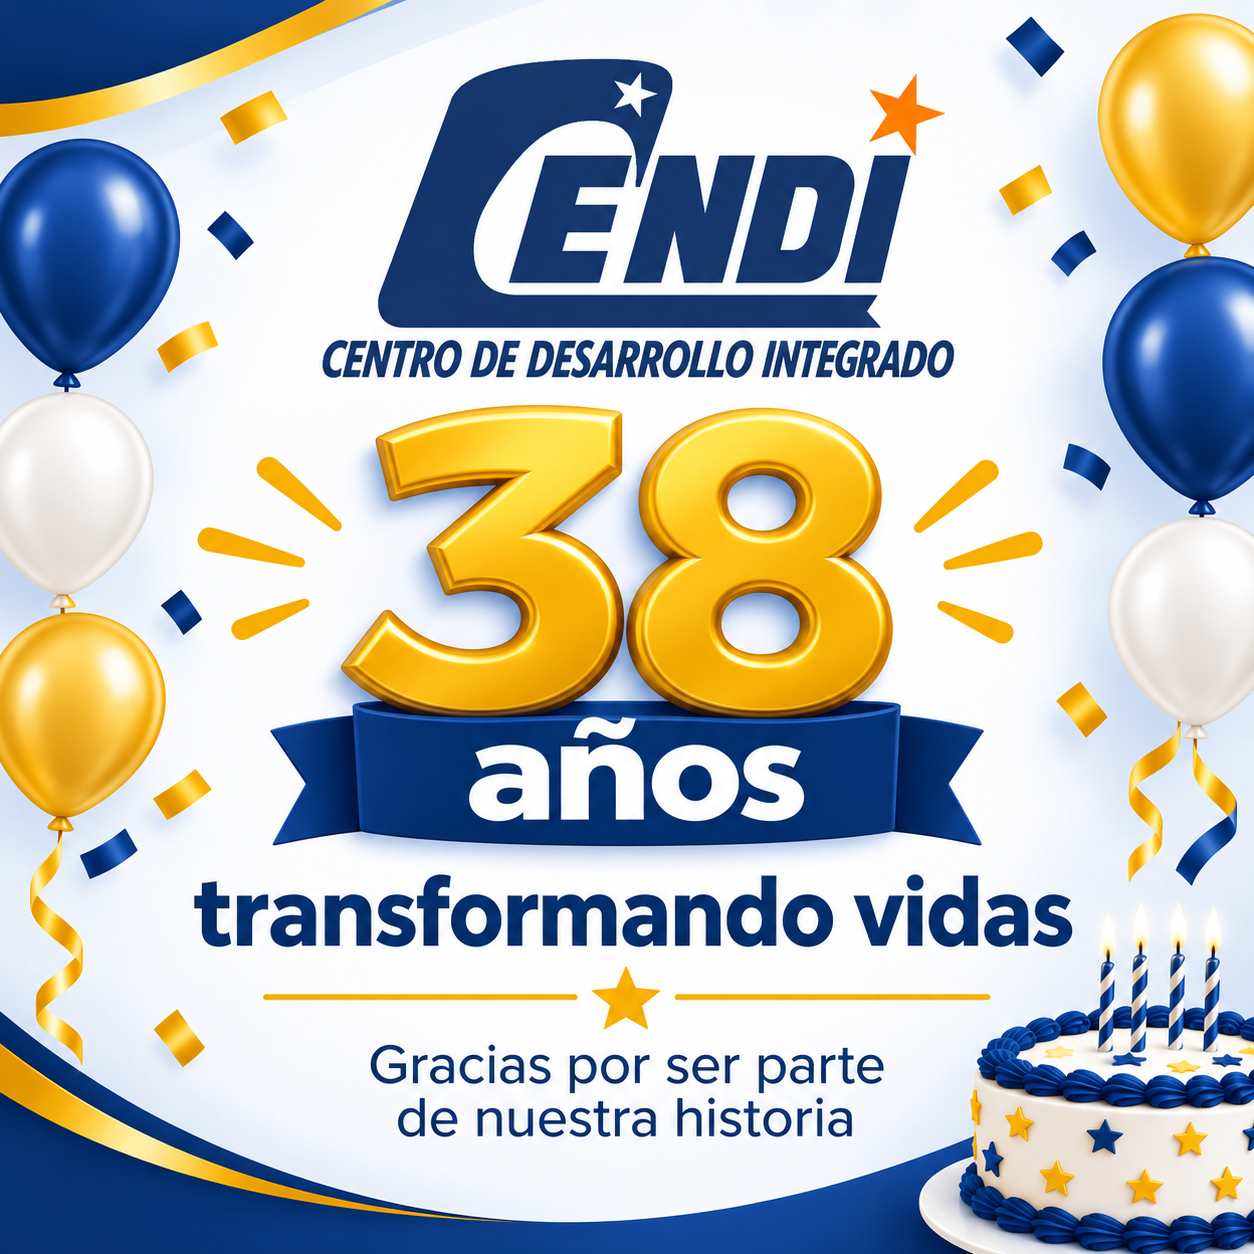 CENDI
CENTRO DE DESARROLLO INTEGRADO
38
años
transformando vidas
Gracias por ser parte
de nuestra historia